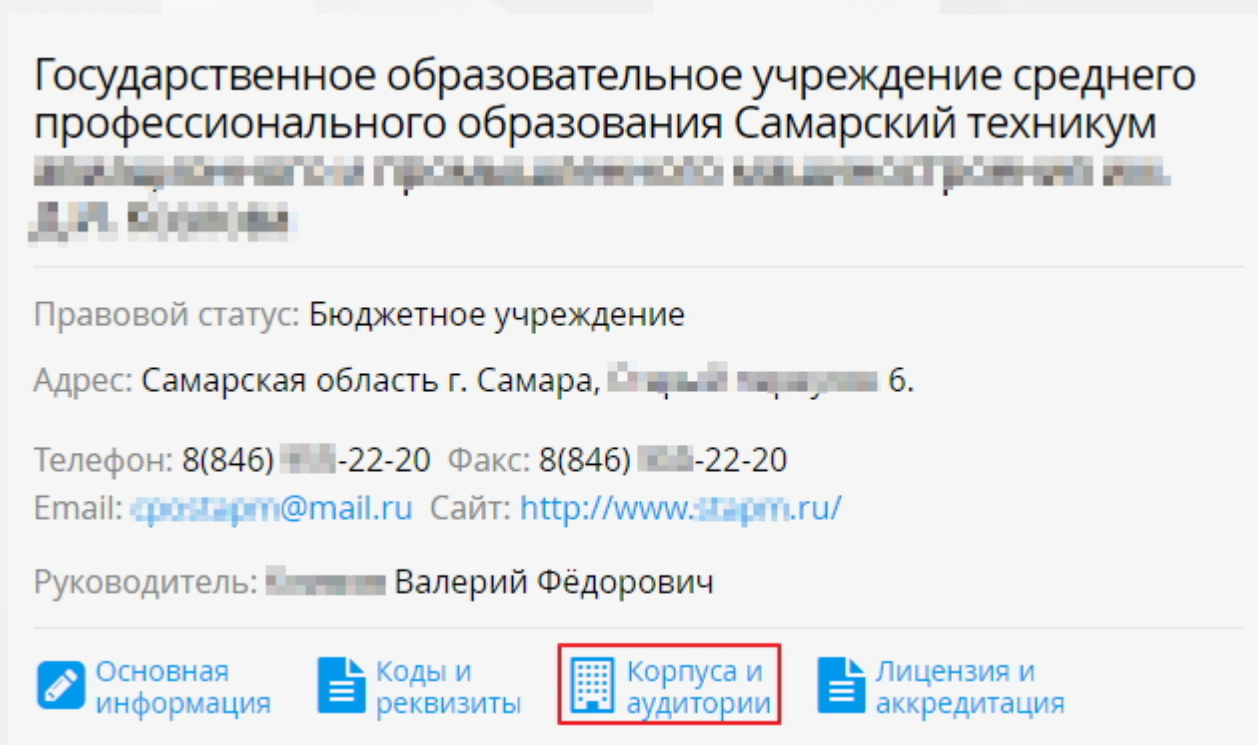 Государственное образовательное учреждение среднего
профессионального образования Самарский техникум
Правовой статус: Бюджетное учреждение
Адрес: Самарская область г. Самара, 6.
Телефон: 8(846) -22-20 Факс: 8(846) -22-20
Email: @mail.ru Сайт: http://www. .ru/
Руководитель: Валерий Фёдорович
Основная информация
Коды и реквизиты
Корпуса и аудитории
Лицензия и аккредитация